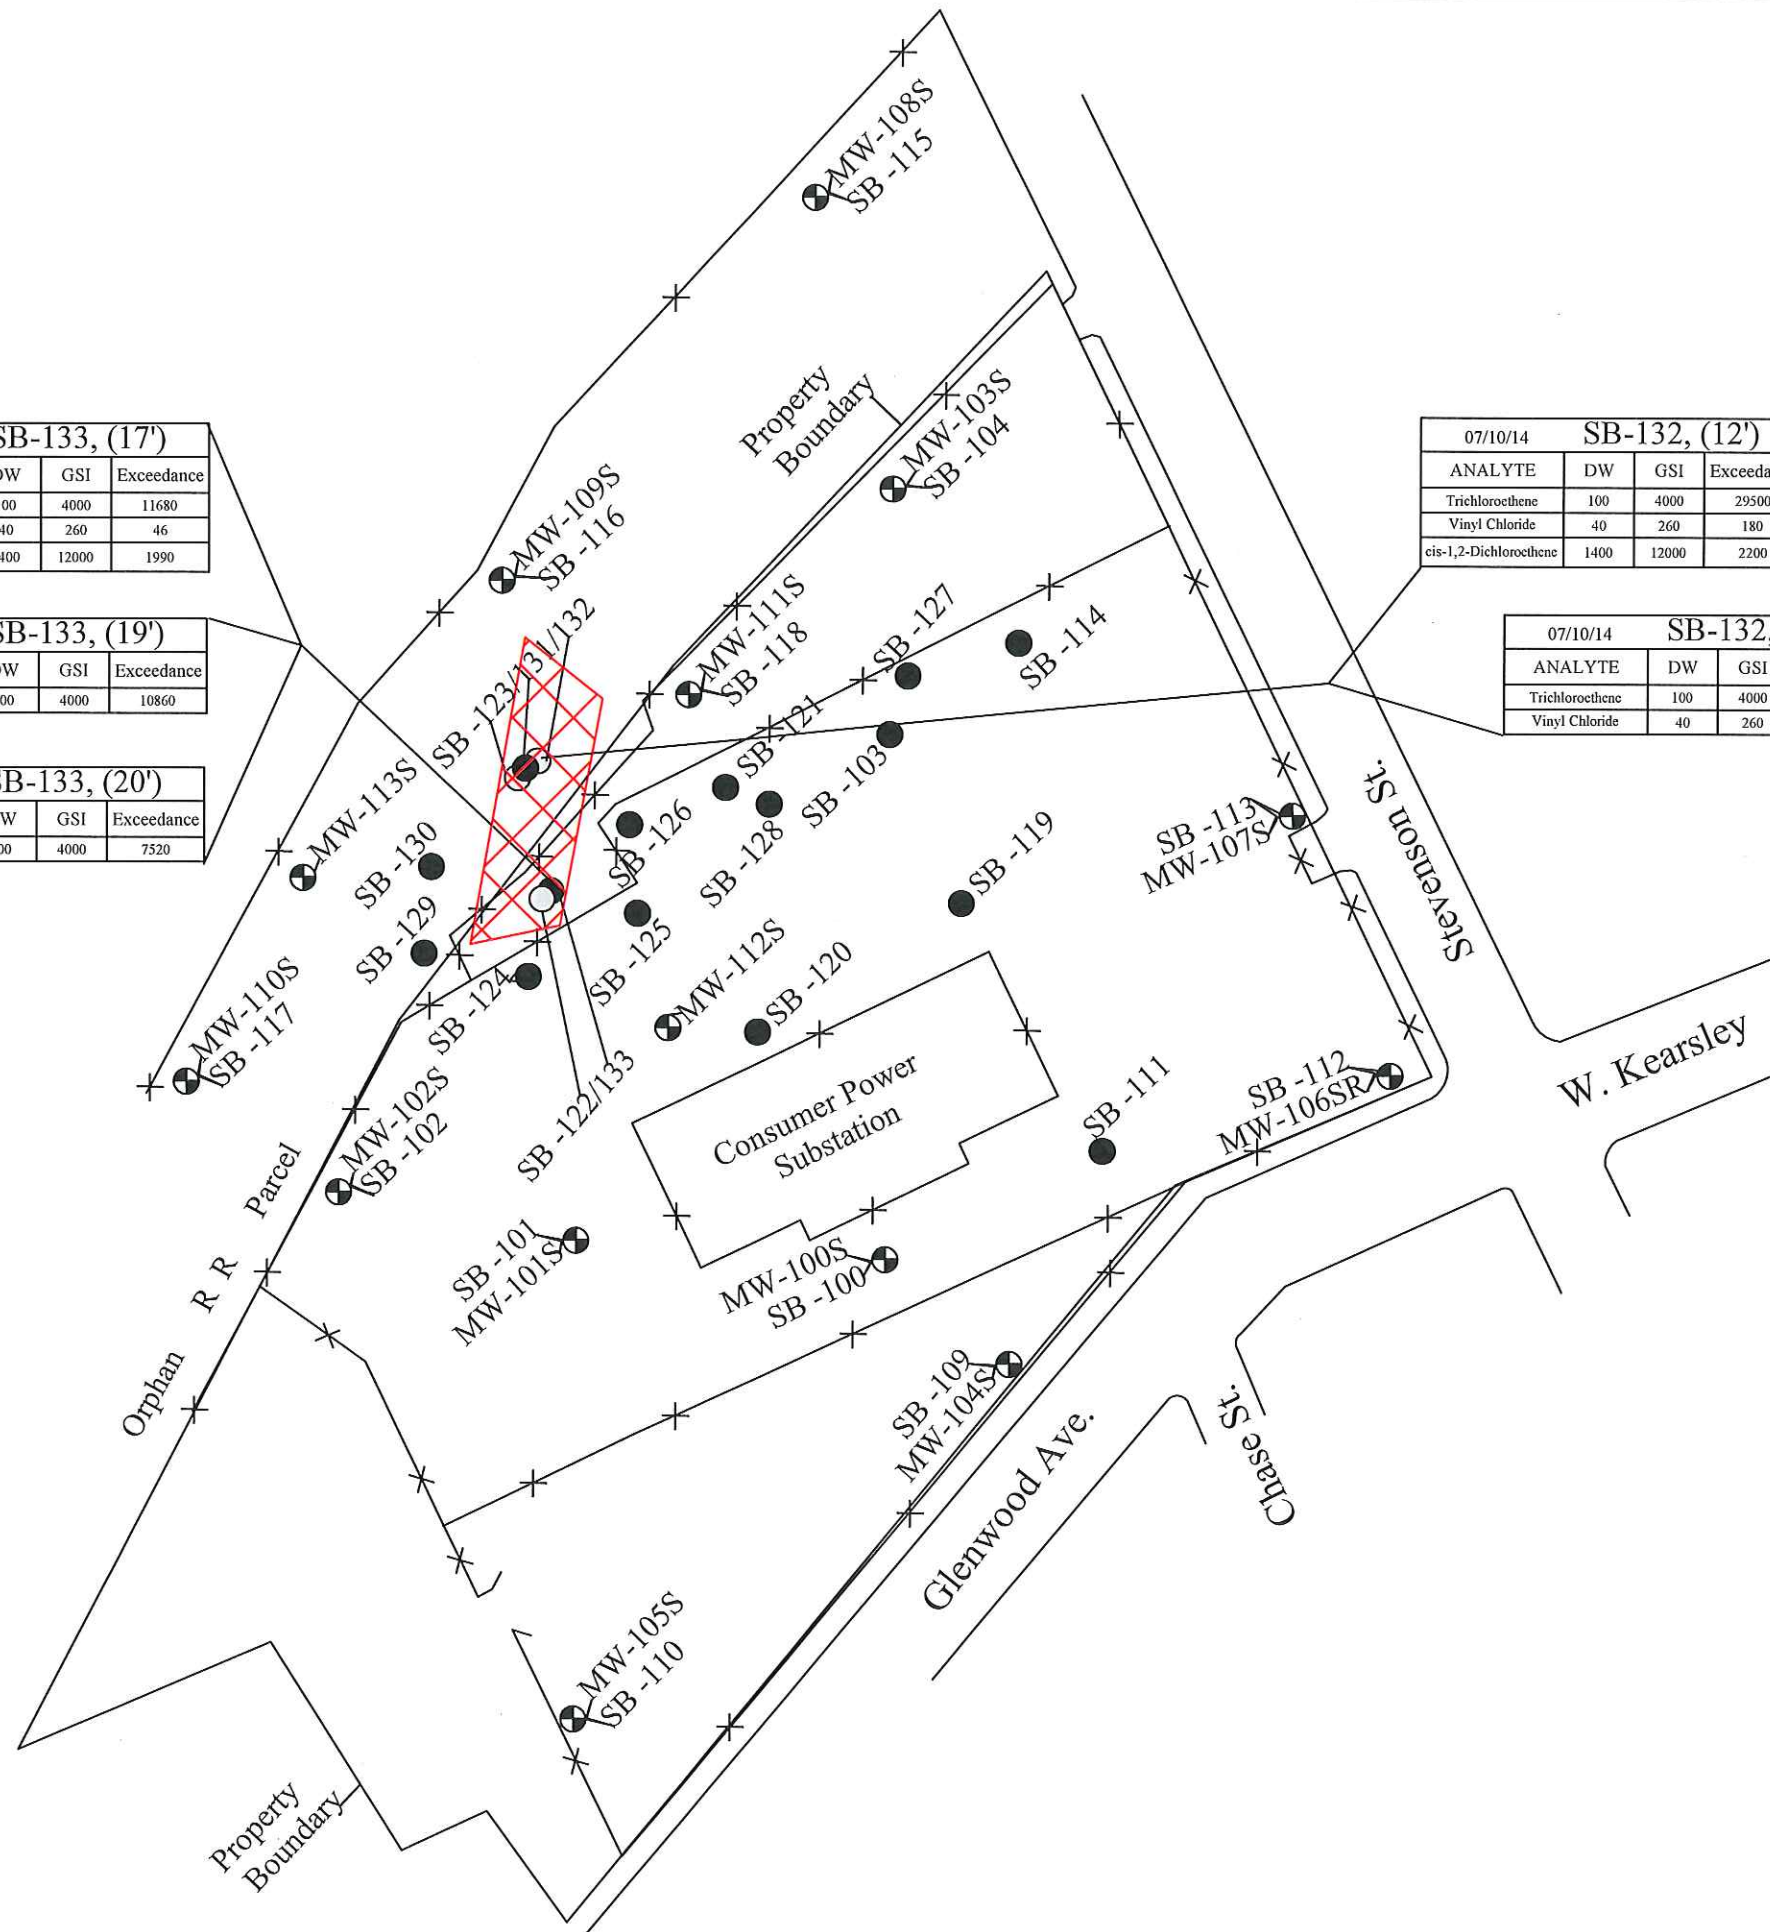 MW-108S
SB -115
Property
Boundary
MW-103S
SB -104
SB-133, (17')
GSI Exceedance
4000 11680
260 46
12000 1990
07/10/14 SB-132, (12')
ANALYTE DW GSI
Trichloroethene 100 4000 29500
Vinyl Chloride 40 260 180
cis-1,2-Dichloroethene 1400 12000 2200
MW-109S
SB -116
SB-133, (19')
GSI Exceedance
4000 10860
07/10/14 SB-132,
ANALYTE DW GSI
Trichloroethene 100 4000
Vinyl Chloride 40 260
SB -123/131/132
MW-111S
SB -118
SB -127
SB -114
SB -121
SB-133, (20')
GSI Exceedance
4000 7520
MW-113S
SB -130
SB -126
SB -128
SB -103
SB -119
SB -113
MW-107S
Stevenson St.
SB -129
SB -125
SB -124
MW-112S
SB -120
MW-110S
SB -117
SB -122/133
Consumer Power
Substation
SB -111
SB -112
MW-106SR
W. Kearsley
MW-102S
SB -102
Orphan R R Parcel
SB -101
MW-101S
MW-100S
SB -100
SB -109
MW-104S
Glenwood Ave.
Chase St.
MW-105S
SB -110
Property
Boundary